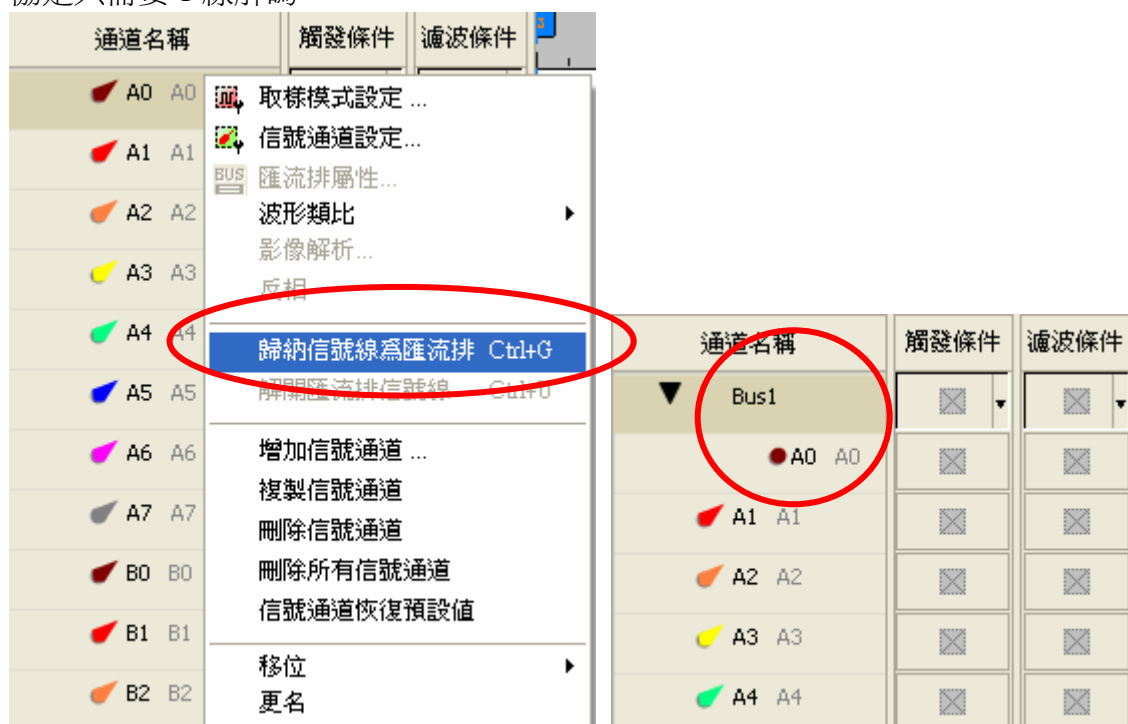 通道名稱 觸發條件 濾波條件
A0 A0
A1 A1
A2 A2
A3 A3
A4 A4
A5 A5
A6 A6
A7 A7
B0 B0
B1 B1
B2 B2
取樣模式設定 ...
信號通道設定...
BUS 匯流排屬性...
波形類比
影像解析...
反相
歸納信號線爲匯流排 Ctrl+G
解開匯流排信號線 Ctrl+U
增加信號通道 ...
複製信號通道
刪除信號通道
刪除所有信號通道
信號通道恢復預設值
移位
更名
通道名稱 觸發條件 濾波條件
Bus1
A0 A0
A1 A1
A2 A2
A3 A3
A4 A4